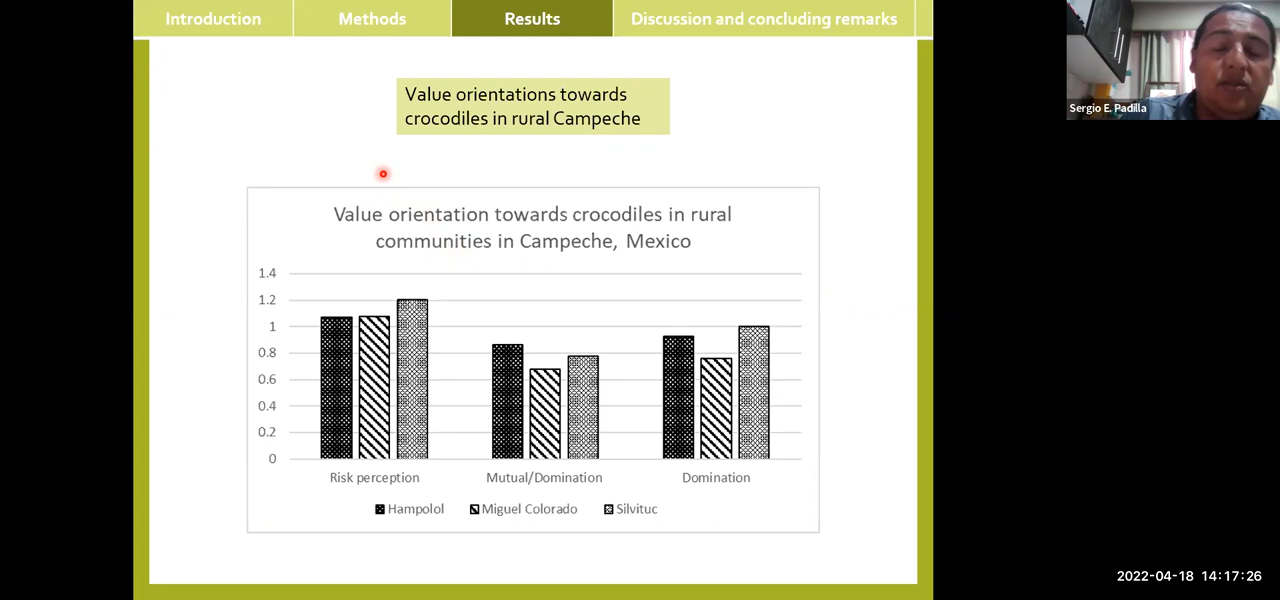 Introduction
Methods
Results
Discussion and concluding remarks
Sergio E. Padilla
Value orientations towards
crocodiles in rural Campeche
Value orientation towards crocodiles in rural
communities in Campeche, Mexico
1.4
1.2
1
0.8
0.6
0.4
0.2
0
Risk perception
Mutual/Domination
Domination
Hampolol
Miguel Colorado
Silvituc
2022-04-18 14:17:26